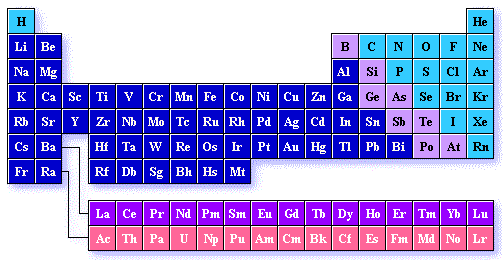 H He
Li Be B C N O F Ne
Na Mg Al Si P S Cl Ar
K Ca Sc Ti V Cr Mn Fe Co Ni Cu Zn Ga Ge As Se Br Kr
Rb Sr Y Zr Nb Mo Tc Ru Rh Pd Ag Cd In Sn Sb Te I Xe
Cs Ba Hf Ta W Re Os Ir Pt Au Hg Tl Pb Bi Po At Rn
Fr Ra Rf Db Sg Bh Hs Mt
La Ce Pr Nd Pm Sm Eu Gd Tb Dy Ho Er Tm Yb Lu
Ac Th Pa U Np Pu Am Cm Bk Cf Es Fm Md No Lr